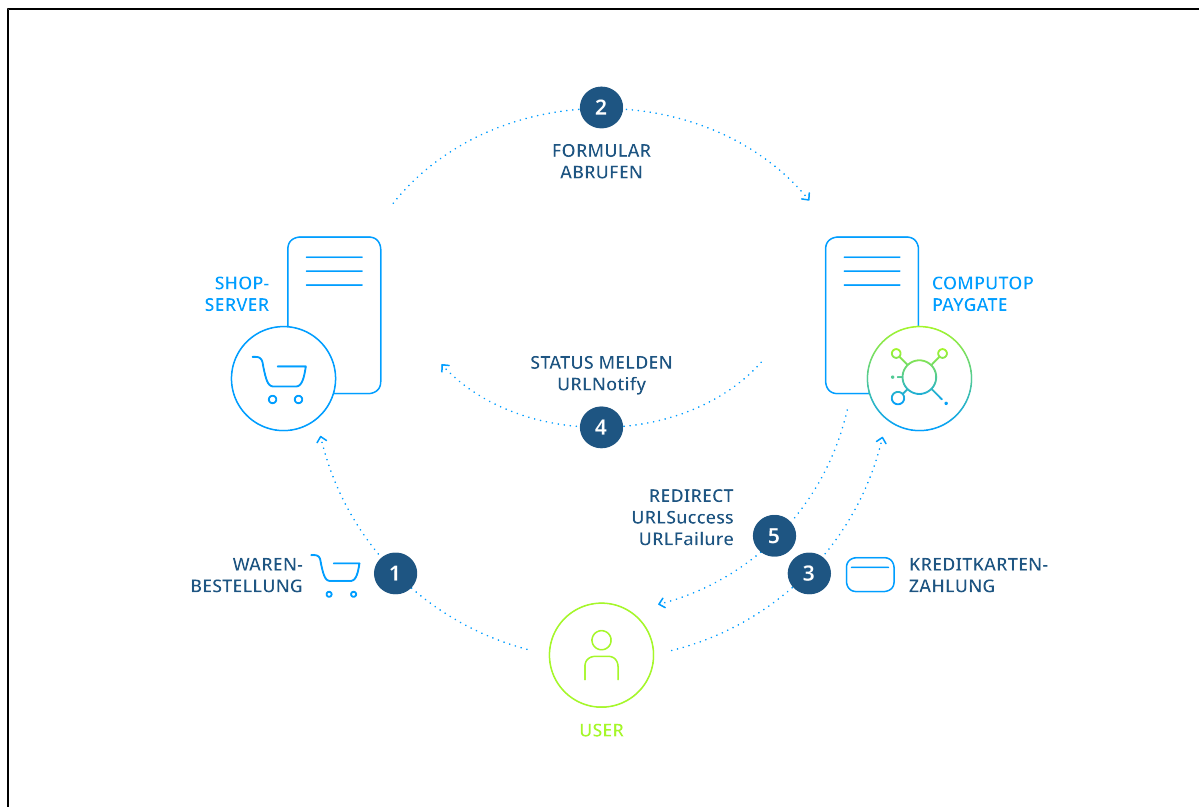 2
FORMULAR
ABRUFEN
SHOP-
SERVER
COMPUTOP
PAYGATE
STATUS MELDEN
URLNotify
4
REDIRECT
URLSuccess
URLFailure
5
WAREN-
BESTELLUNG
1
3
KREDITKARTEN-
ZAHLUNG
USER